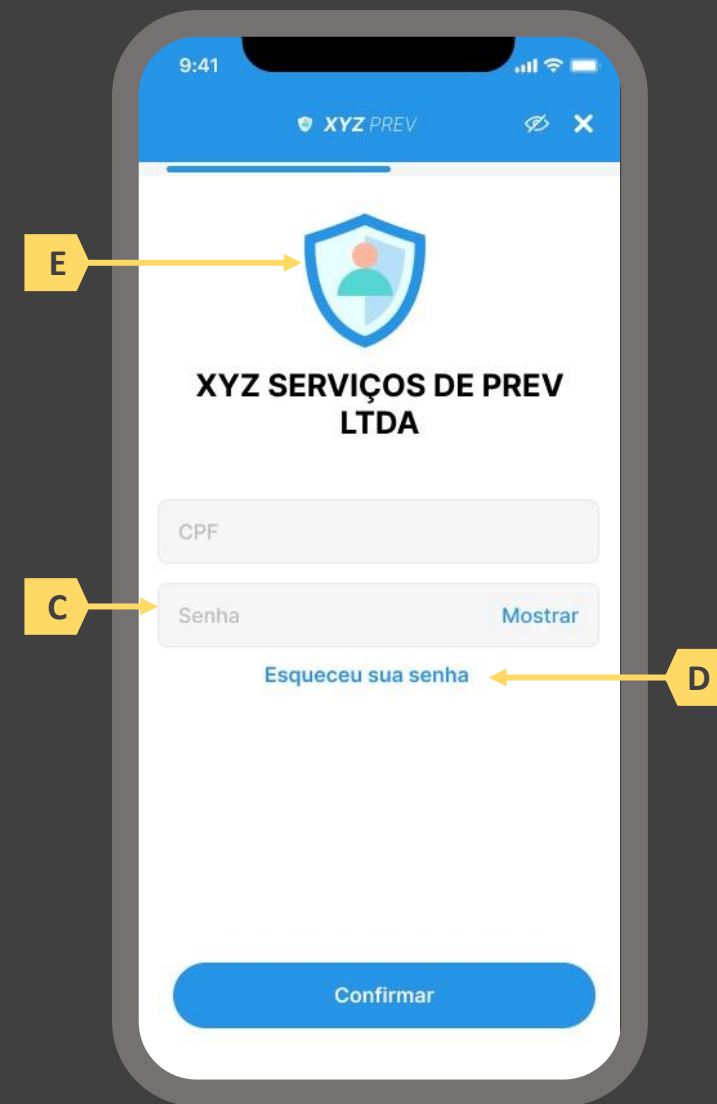 9:41
XYZ PREV
E
XYZ SERVIÇOS DE PREV
LTDA
CPF
C
Senha Mostrar
Esqueceu sua senha
D
Confirmar